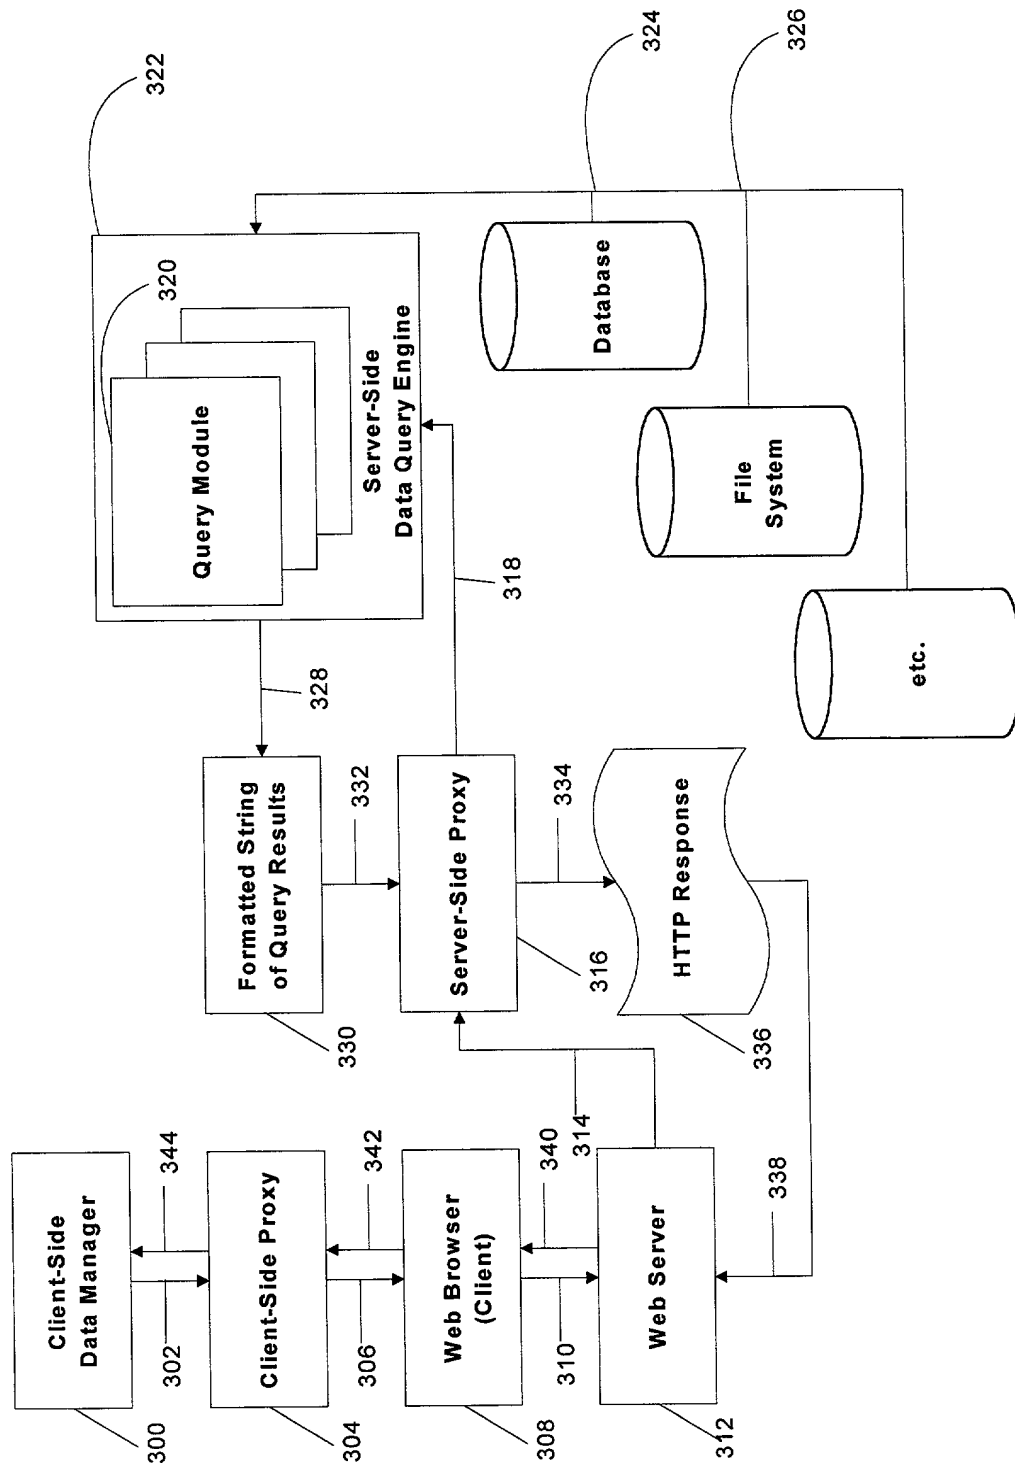 Client-Side
Data Manager
300
302
344
Client-Side Proxy
304
306
342
Web Browser
(Client)
308
310
340
Web Server
312
314
338
Formatted String
of Query Results
330
332
Server-Side Proxy
316
318
334
HTTP Response
336
328
Query Module
320
Server-Side
Data Query Engine
322
Database
324
File
System
326
etc.